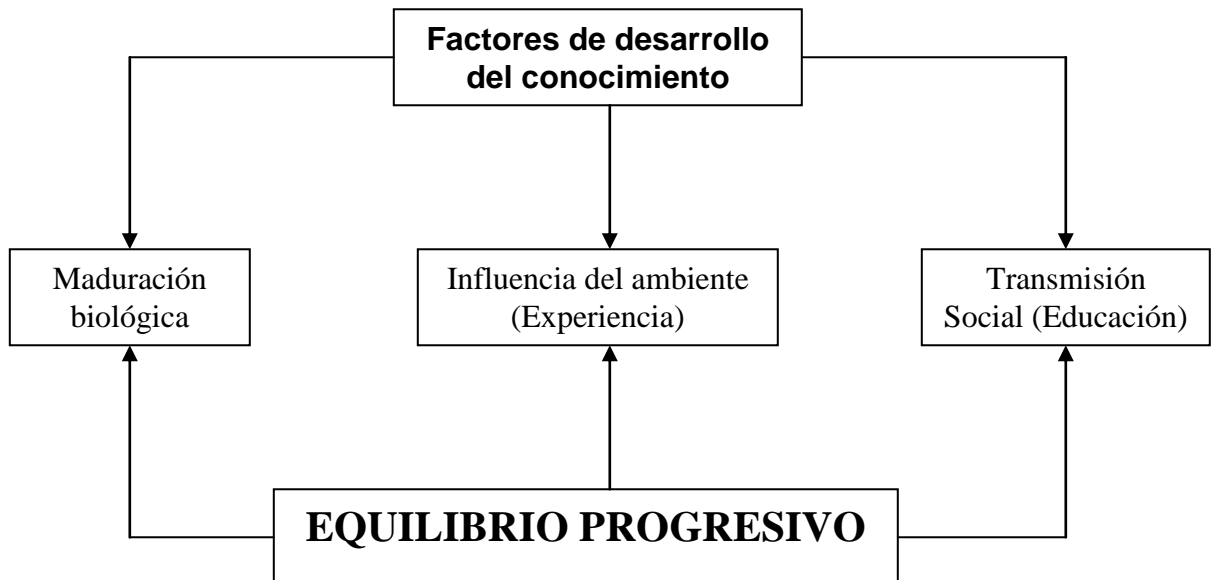 Factores de desarrollo
del conocimiento
Maduración
biológica
Influencia del ambiente
(Experiencia)
Transmisión
Social (Educación)
EQUILIBRIO PROGRESIVO